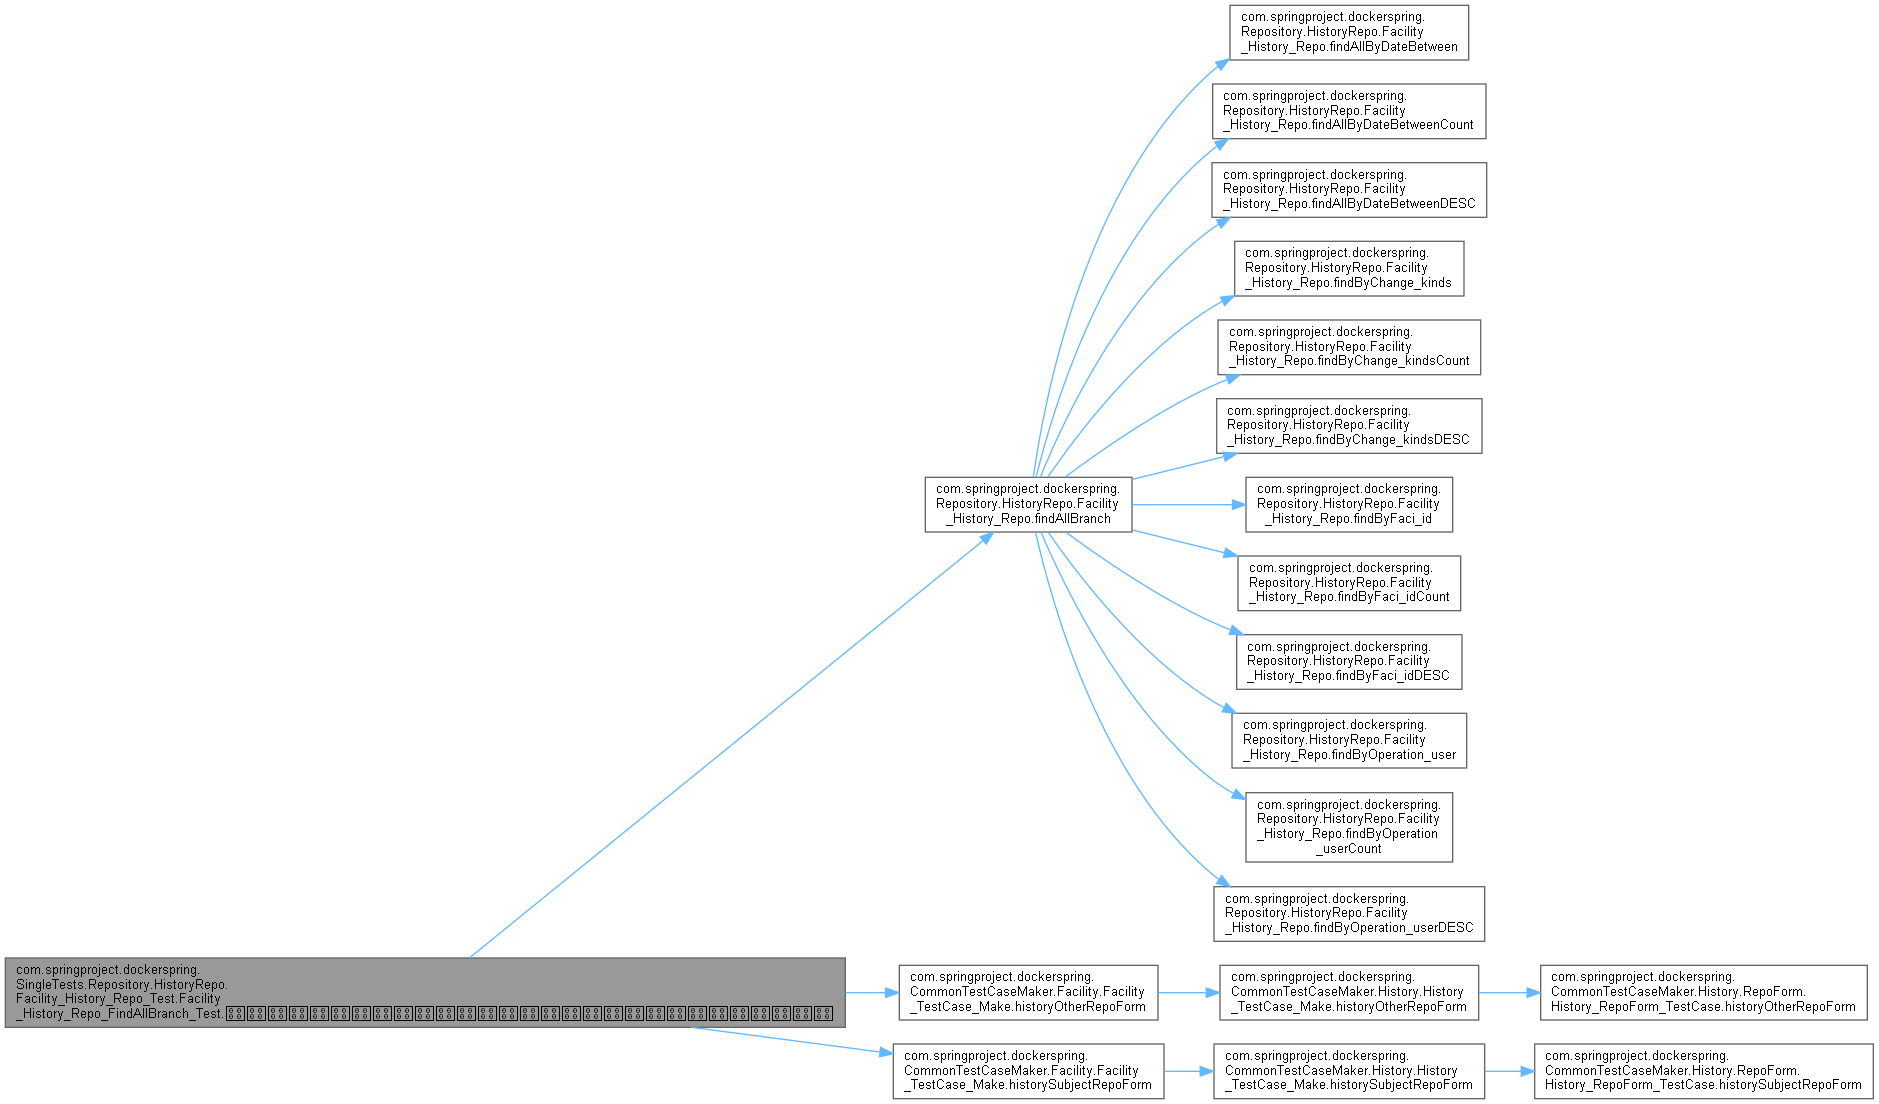 com.springproject.dockerspring.
Repository.HistoryRepo.Facility
_History_Repo.findAllByDateBetween
com.springproject.dockerspring.
Repository.HistoryRepo.Facility
_History_Repo.findAllByDateBetweenCount
com.springproject.dockerspring.
Repository.HistoryRepo.Facility
_History_Repo.findAllByDateBetweenDESC
com.springproject.dockerspring.
Repository.HistoryRepo.Facility
_History_Repo.findByChange_kinds
com.springproject.dockerspring.
Repository.HistoryRepo.Facility
_History_Repo.findByChange_kindsCount
com.springproject.dockerspring.
Repository.HistoryRepo.Facility
_History_Repo.findByChange_kindsDESC
com.springproject.dockerspring.
Repository.HistoryRepo.Facility
_History_Repo.findAllBranch
com.springproject.dockerspring.
Repository.HistoryRepo.Facility
_History_Repo.findByFaci_id
com.springproject.dockerspring.
Repository.HistoryRepo.Facility
_History_Repo.findByFaci_idCount
com.springproject.dockerspring.
Repository.HistoryRepo.Facility
_History_Repo.findByFaci_idDESC
com.springproject.dockerspring.
Repository.HistoryRepo.Facility
_History_Repo.findByOperation_user
com.springproject.dockerspring.
Repository.HistoryRepo.Facility
_History_Repo.findByOperation
_userCount
com.springproject.dockerspring.
Repository.HistoryRepo.Facility
_History_Repo.findByOperation_userDESC
com.springproject.dockerspring.
SingleTests.Repository.HistoryRepo.
Facility_History_Repo_Test.Facility
_History_Repo_FindAllBranch_Test.
com.springproject.dockerspring.
CommonTestCaseMaker.Facility.Facility
_TestCase_Make.historyOtherRepoForm
com.springproject.dockerspring.
CommonTestCaseMaker.History.History
_TestCase_Make.historyOtherRepoForm
com.springproject.dockerspring.
CommonTestCaseMaker.History.RepoForm.
History_RepoForm_TestCase.historyOtherRepoForm
com.springproject.dockerspring.
CommonTestCaseMaker.Facility.Facility
_TestCase_Make.historySubjectRepoForm
com.springproject.dockerspring.
CommonTestCaseMaker.History.History
_TestCase_Make.historySubjectRepoForm
com.springproject.dockerspring.
CommonTestCaseMaker.History.RepoForm.
History_RepoForm_TestCase.historySubjectRepoForm